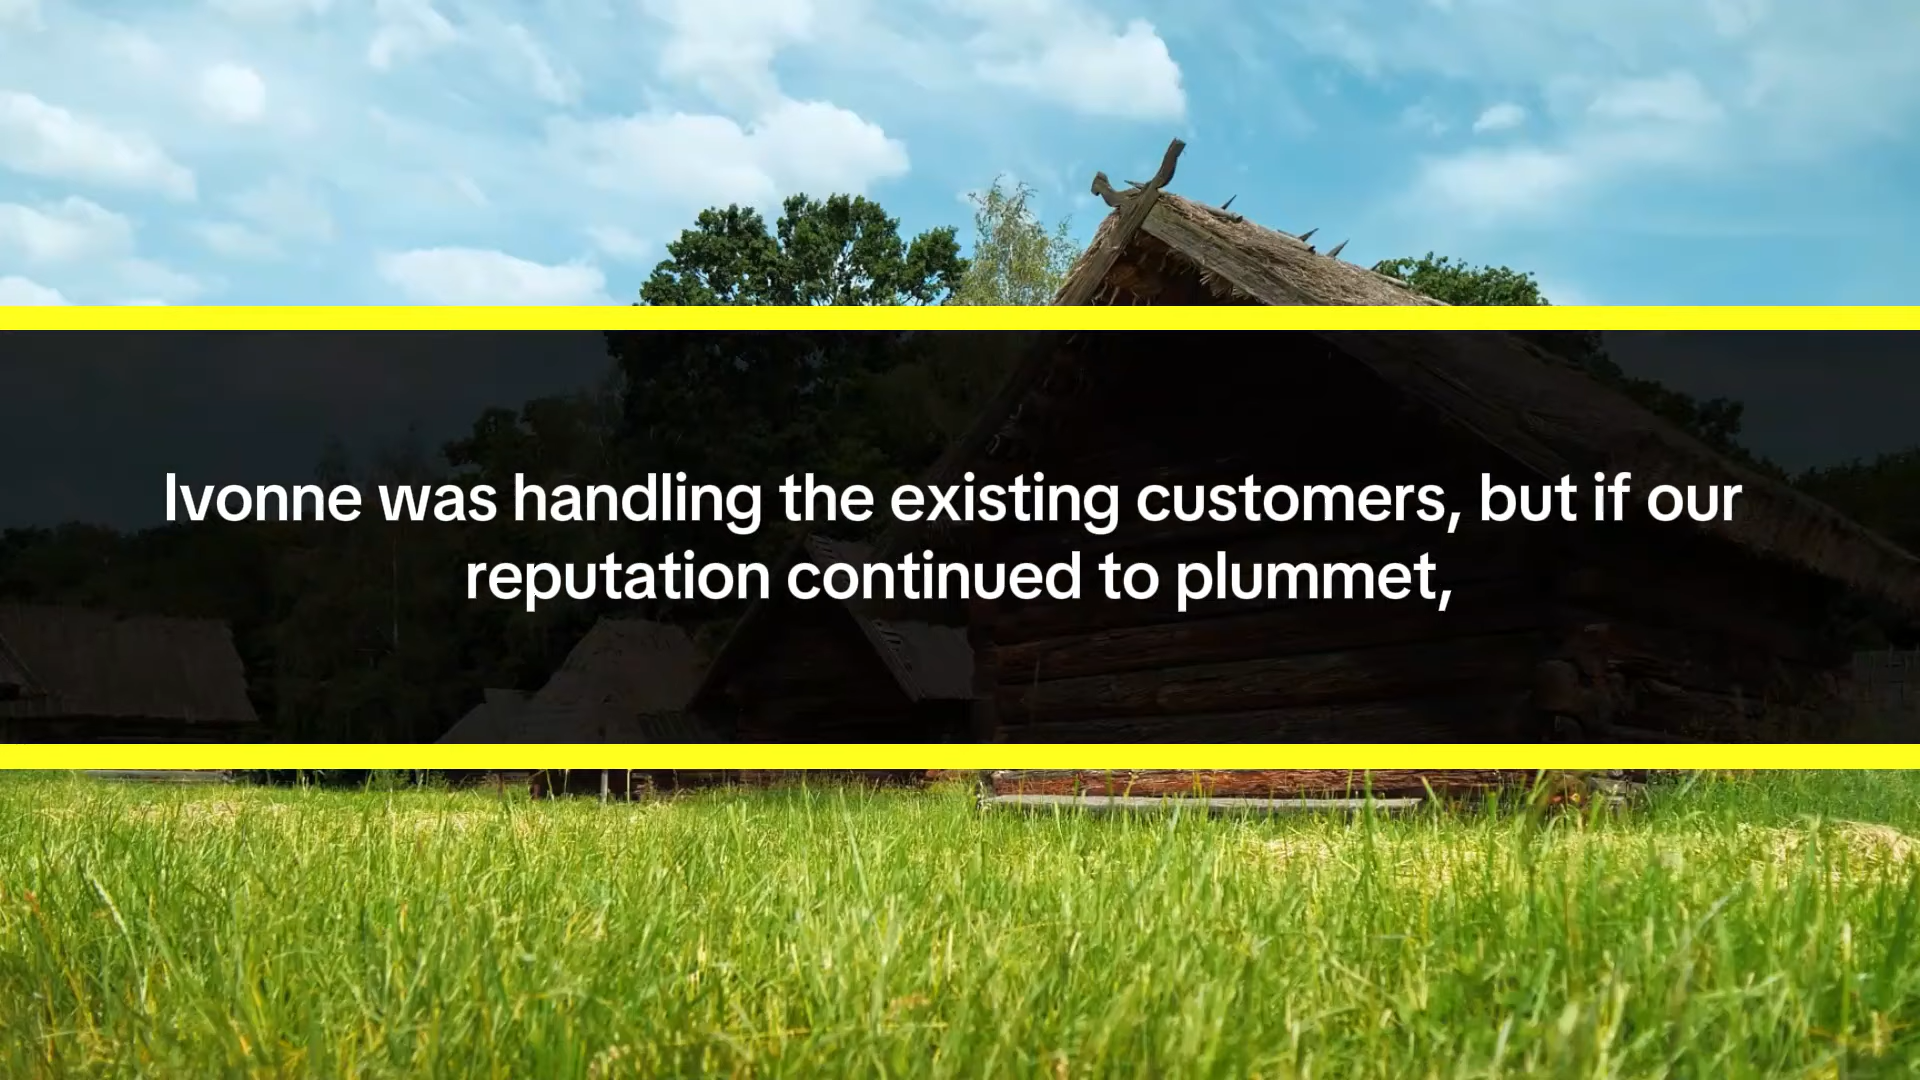 Ivonne was handling the existing customers, but if our
reputation continued to plummet,